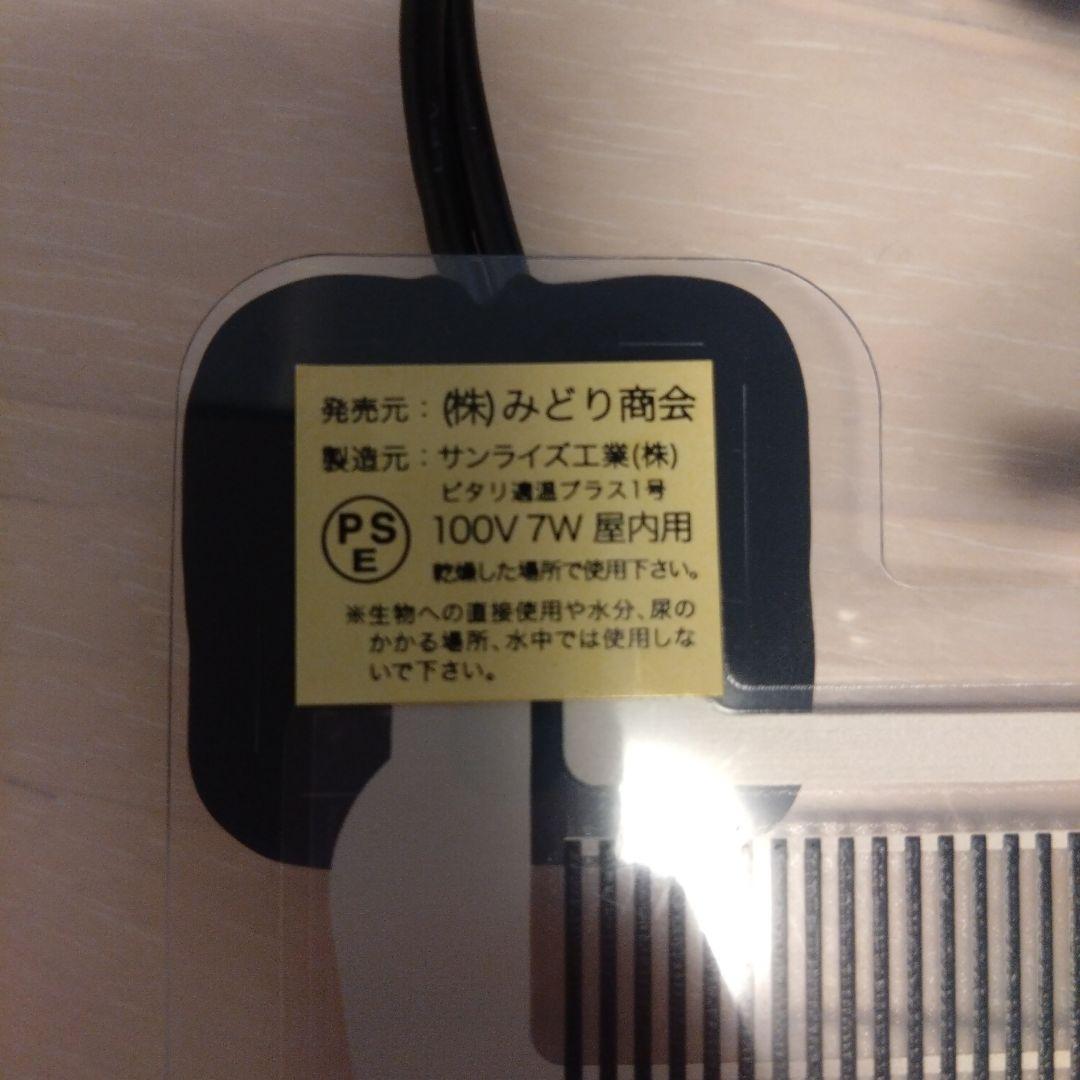 発売元：(株)みどり商会
製造元：サンライズ工業(株)
ピタリ適温プラス1号
PS
E
100V 7W 屋内用
乾燥した場所で使用下さい。
※生物への直接使用や水分、尿の
かかる場所、水中では使用しな
いで下さい。